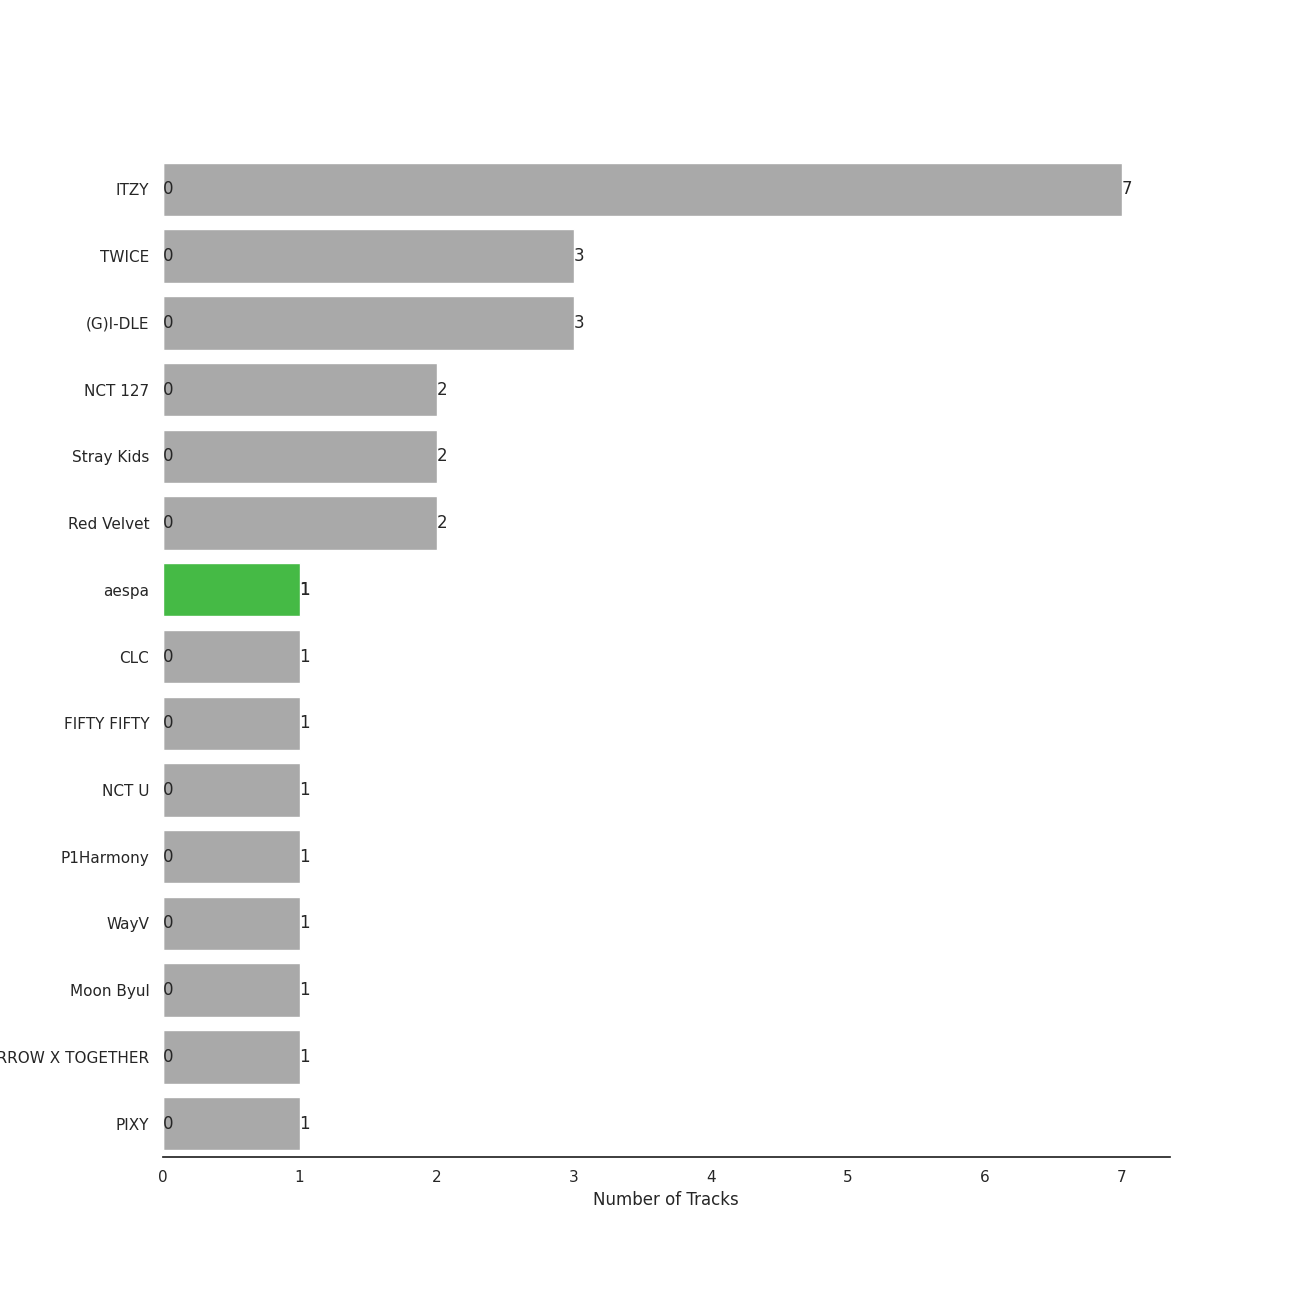 ITZY 0 7
TWICE 0 3
(G)I-DLE 0 3
NCT 127 0 2
Stray Kids 0 2
Red Velvet 0 2
aespa 1
CLC 0 1
FIFTY FIFTY 0 1
NCT U 0 1
P1Harmony 0 1
WayV 0 1
Moon Byul 0 1
RROW X TOGETHER 0 1
PIXY 0 1
0 1 2 3 4 5 6 7
Number of Tracks